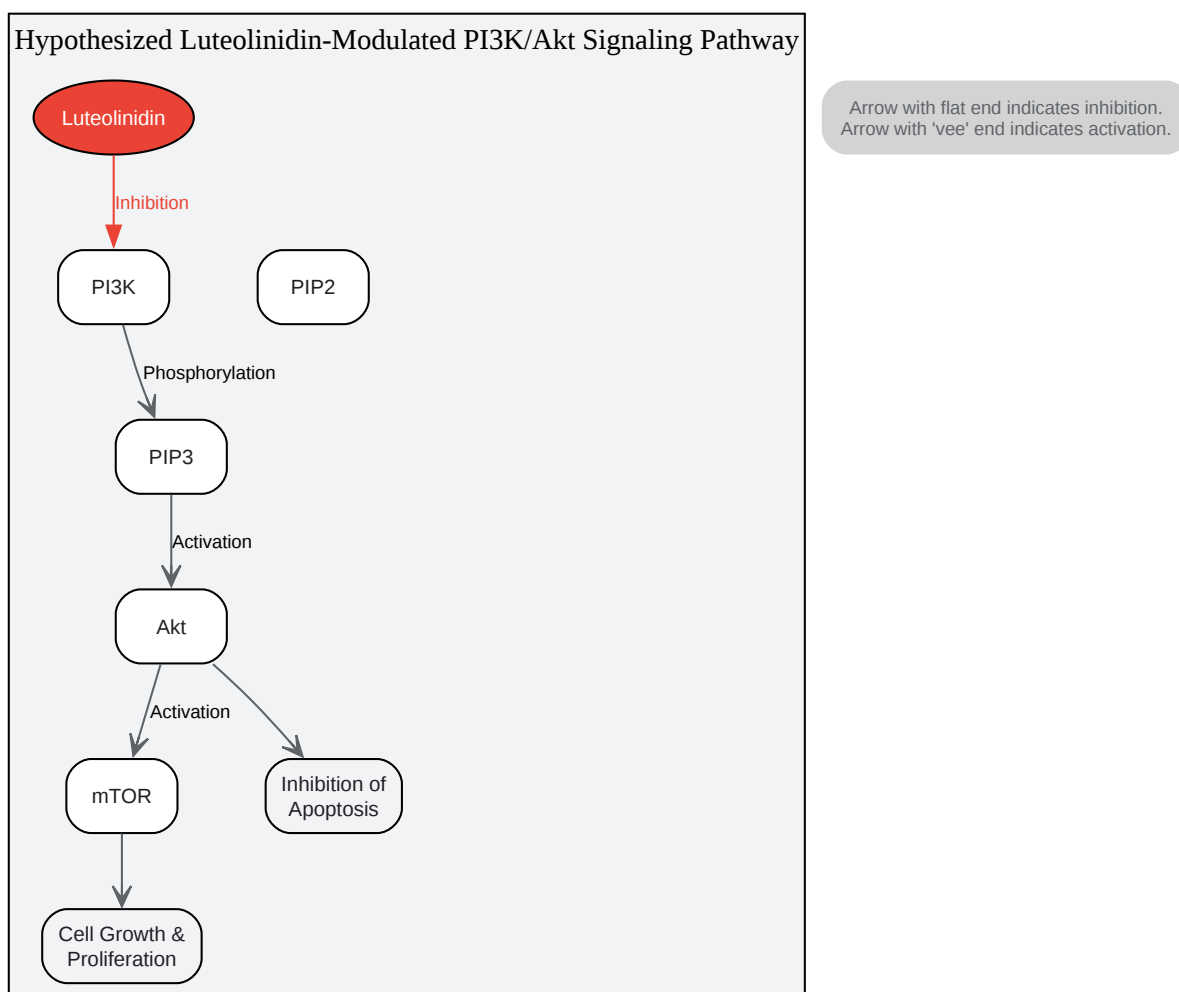 Hypothesized Luteolinidin-Modulated PI3K/Akt Signaling Pathway
Luteolinidin
Arrow with flat end indicates inhibition.
Arrow with 'vee' end indicates activation.
Inhibition
PI3K
PIP2
Phosphorylation
PIP3
Activation
Akt
Activation
mTOR
Inhibition of
Apoptosis
Cell Growth &
Proliferation